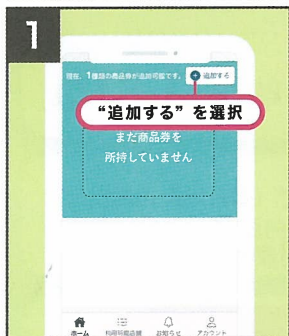 1
現在、1種類の商品券が追加可能です。 追加する
“追加する”を選択
まだ商品券を
所持していません
ホーム 利用可能店舗 お知らせ アカウント